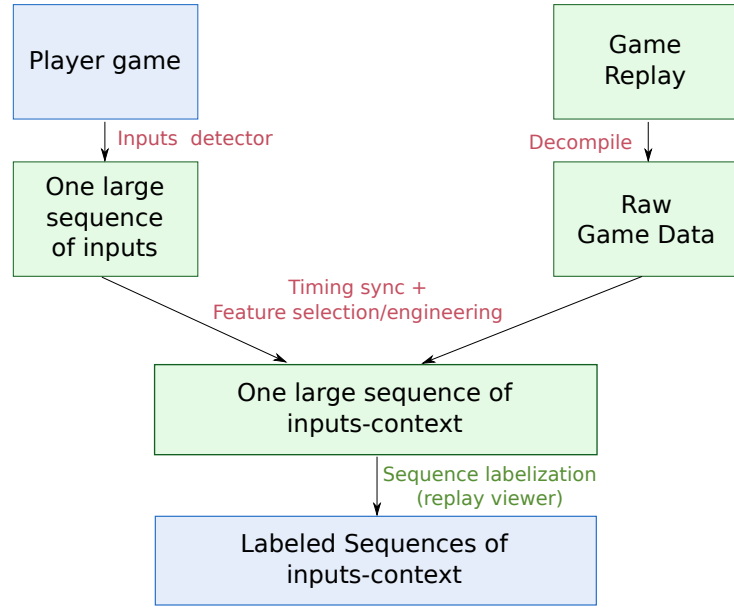 Player game
Game
Replay
Inputs detector
Decompile
One large
sequence
of inputs
Raw
Game Data
Timing sync +
Feature selection/engineering
One large sequence of
inputs-context
Sequence labelization
(replay viewer)
Labeled Sequences of
inputs-context